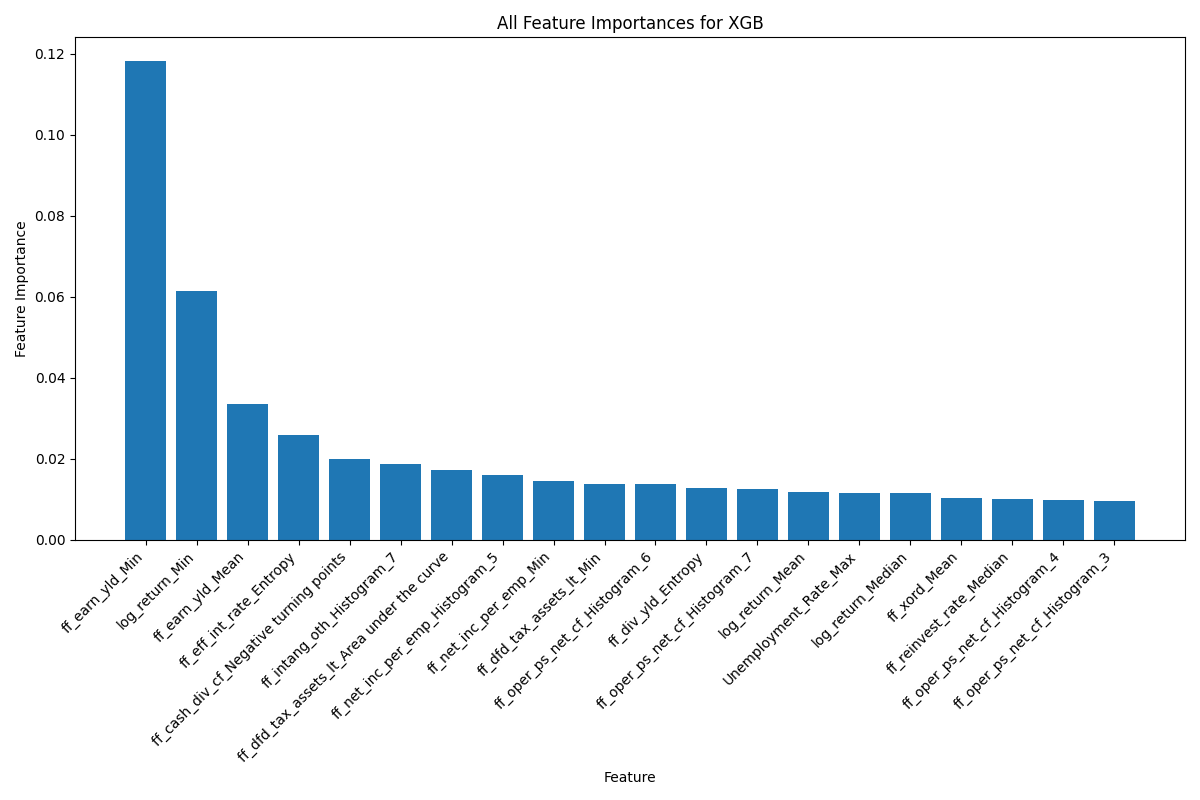 All Feature Importances for XGB
Feature Importance
0.12
0.10
0.08
0.06
0.04
0.02
0.00
ff_earn_yld_Min
log_return_Min
ff_earn_yld_Mean
ff_eff_int_rate_Entropy
ff_cash_div_cf_Negative turning points
ff_intang_oth_Histogram_7
ff_dfd_tax_assets_lt_Area under the curve
ff_net_inc_per_emp_Histogram_5
ff_net_inc_per_emp_Min
ff_dfd_tax_assets_lt_Min
ff_oper_ps_net_cf_Histogram_6
ff_div_yld_Entropy
ff_oper_ps_net_cf_Histogram_7
log_return_Mean
Unemployment_Rate_Max
log_return_Median
ff_xord_Mean
ff_reinvest_rate_Median
ff_oper_ps_net_cf_Histogram_4
ff_oper_ps_net_cf_Histogram_3
Feature